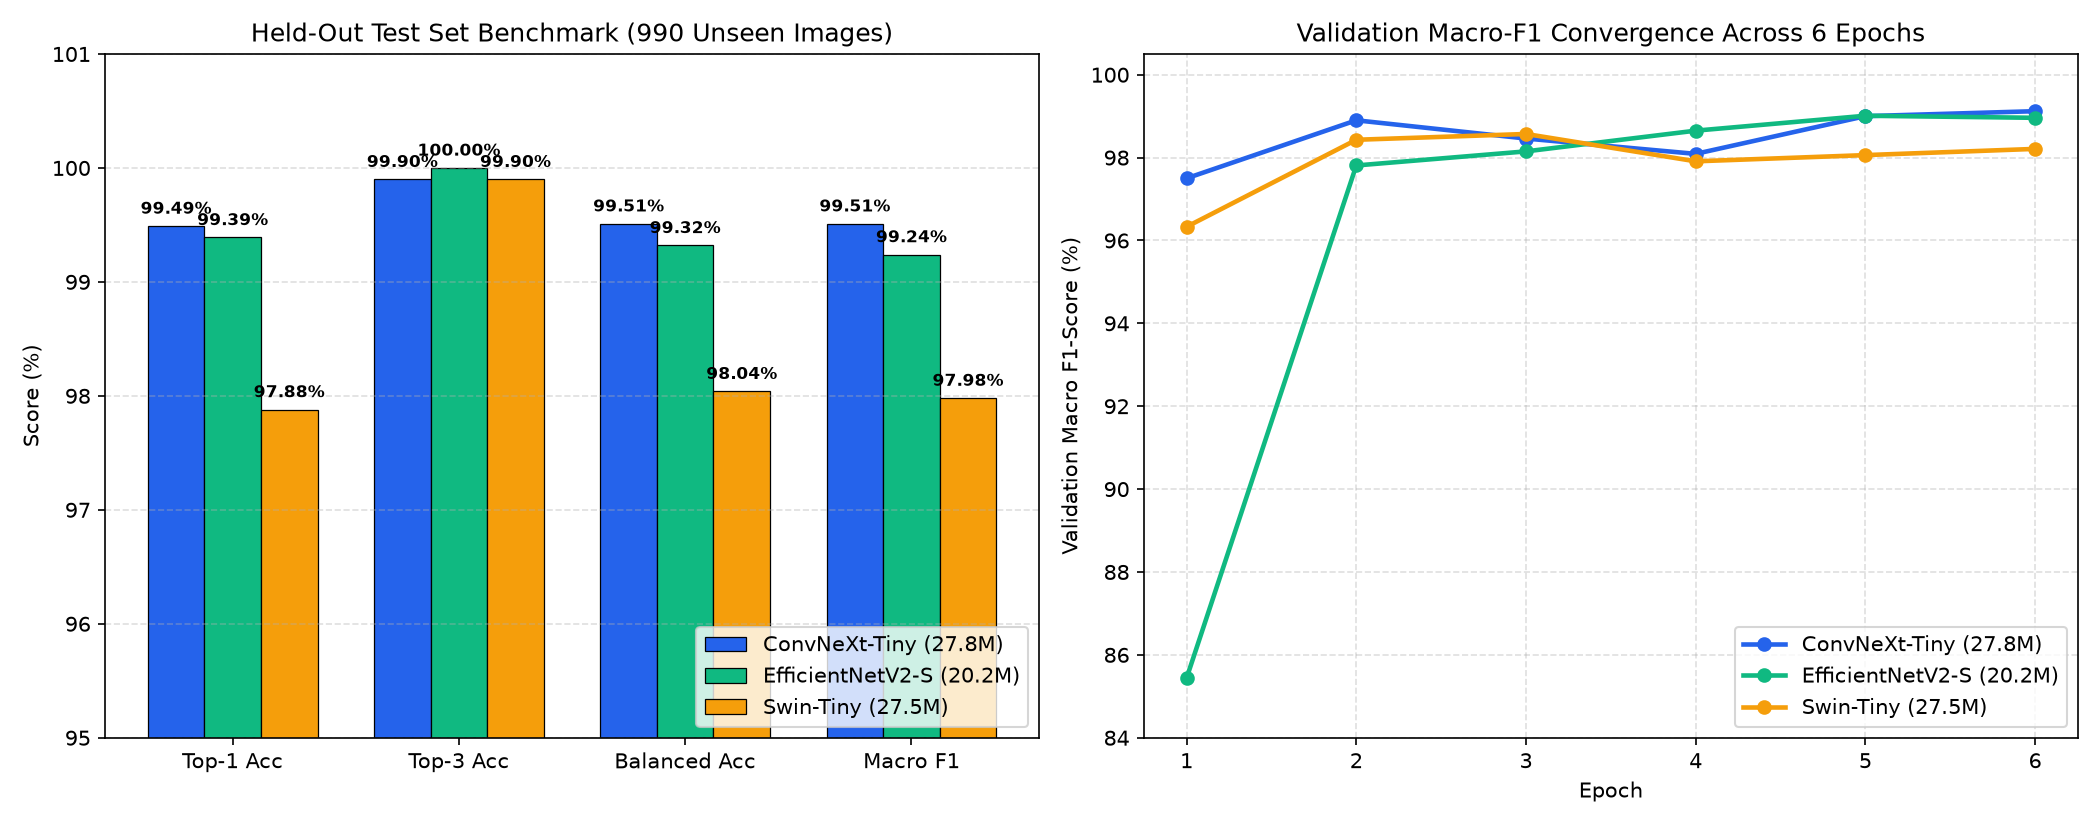 Held-Out Test Set Benchmark (990 Unseen Images)
Score (%)
101
100
99
98
97
96
95
99.49%
99.39%
97.88%
99.90%
100.00%
99.90%
99.51%
99.32%
98.04%
99.51%
99.24%
97.98%
ConvNeXt-Tiny (27.8M)
EfficientNetV2-S (20.2M)
Swin-Tiny (27.5M)
Top-1 Acc
Top-3 Acc
Balanced Acc
Macro F1
Validation Macro-F1 Convergence Across 6 Epochs
Validation Macro F1-Score (%)
100
98
96
94
92
90
88
86
84
ConvNeXt-Tiny (27.8M)
EfficientNetV2-S (20.2M)
Swin-Tiny (27.5M)
1
2
3
4
5
6
Epoch